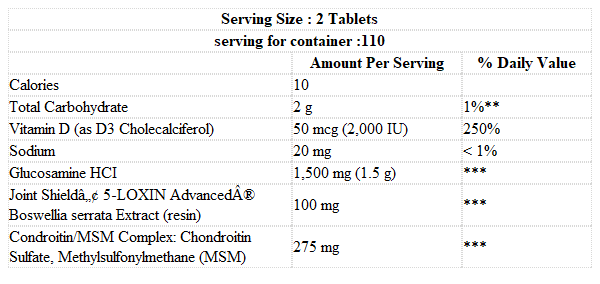 Serving Size : 2 Tablets
serving for container :110
Amount Per Serving % Daily Value
Calories 10
Total Carbohydrate 2 g 1%**
Vitamin D (as D3 Cholecalciferol) 50 mcg (2,000 IU) 250%
Sodium 20 mg < 1%
Glucosamine HCI 1,500 mg (1.5 g) ***
Joint Shieldâ„¢ 5-LOXIN AdvancedÂ®
Boswellia serrata Extract (resin) 100 mg ***
Condroitin/MSM Complex: Chondroitin
Sulfate, Methylsulfonylmethane (MSM) 275 mg ***